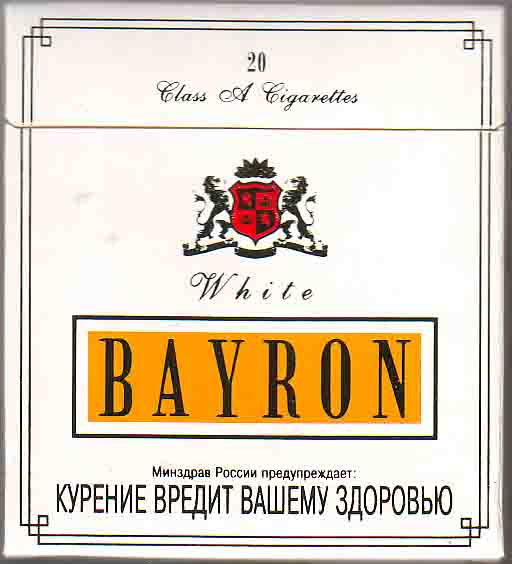 20
Class A Cigarettes
White
BAYRON
Минздрав России предупреждает:
КУРЕНИЕ ВРЕДИТ ВАШЕМУ ЗДОРОВЬЮ